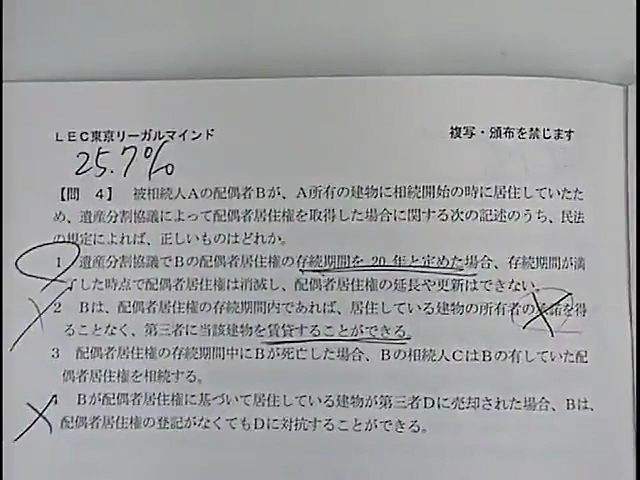 LEC東京リーガルマインド 複写・頒布を禁じます
25.7%
【問 4】 被相続人Aの配偶者Bが、A所有の建物に相続開始の時に居住していたた
め、遺産分割協議によって配偶者居住権を取得した場合に関する次の記述のうち、民法
の規定によれば、正しいものはどれか。
1 遺産分割協議でBの配偶者居住権の存続期間を20年と定めた場合、存続期間が満
了した時点で配偶者居住権は消滅し、配偶者居住権の延長や更新はできない。
2 Bは、配偶者居住権の存続期間内であれば、居住している建物の所有者の承諾を得
ることなく、第三者に当該建物を賃貸することができる。
3 配偶者居住権の存続期間中にBが死亡した場合、Bの相続人CはBの有していた配
偶者居住権を相続する。
4 Bが配偶者居住権に基づいて居住している建物が第三者Dに売却された場合、Bは、
配偶者居住権の登記がなくてもDに対抗することができる。